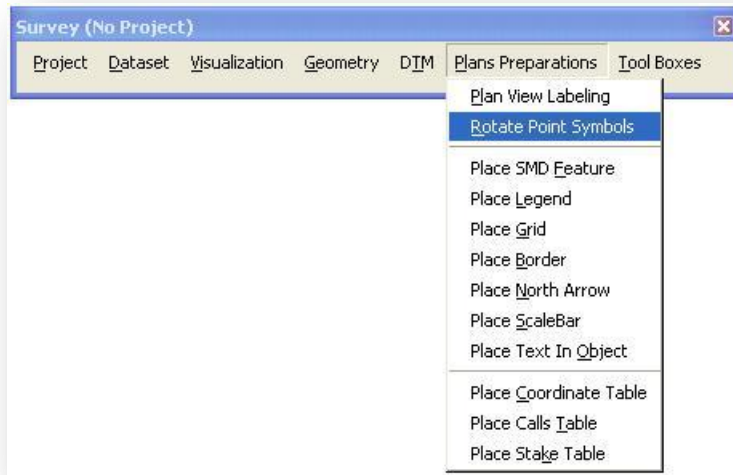 Survey (No Project)
Project Dataset Visualization Geometry DTM Plans Preparations Tool Boxes
Plan View Labeling
Rotate Point Symbols
Place SMD Feature
Place Legend
Place Grid
Place Border
Place North Arrow
Place ScaleBar
Place Text In Object
Place Coordinate Table
Place Calls Table
Place Stake Table